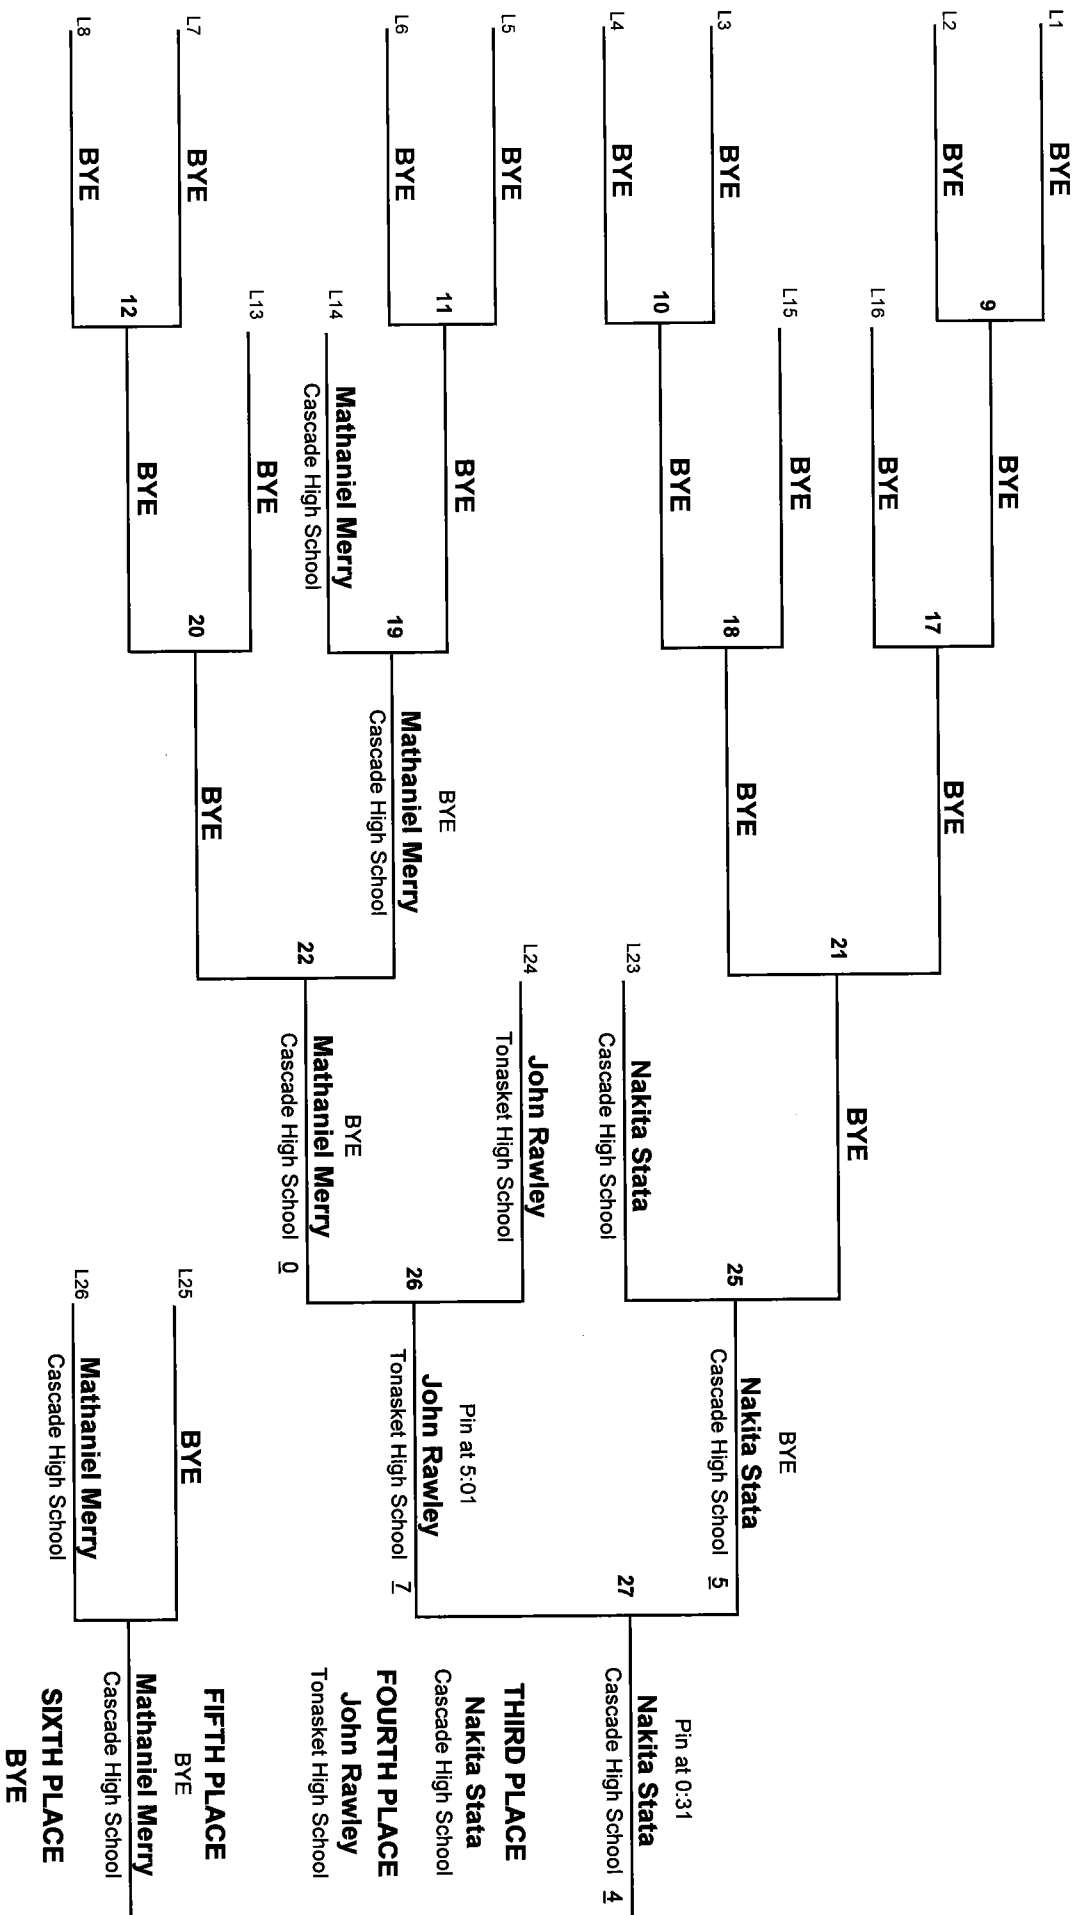 L1
BYE
9
L2
BYE
BYE
17
L16
BYE
BYE
L3
BYE
10
L4
BYE
L15
BYE
18
BYE
BYE
21
BYE
L23
Nakita Stata
Cascade High School
25
BYE
Nakita Stata
Cascade High School 5
L5
BYE
11
L6
BYE
BYE
19
L14
Mathaniel Merry
Cascade High School
BYE
Mathaniel Merry
Cascade High School
L7
BYE
12
L8
BYE
L13
BYE
20
BYE
BYE
22
L24
John Rawley
Tonasket High School
BYE
Mathaniel Merry
Cascade High School 0
26
Pin at 5:01
John Rawley
Tonasket High School 7
27
Pin at 0:31
Nakita Stata
Cascade High School 4
THIRD PLACE
Nakita Stata
Cascade High School
FOURTH PLACE
John Rawley
Tonasket High School
L25
BYE
L26
Mathaniel Merry
Cascade High School
FIFTH PLACE
BYE
Mathaniel Merry
Cascade High School
SIXTH PLACE
BYE